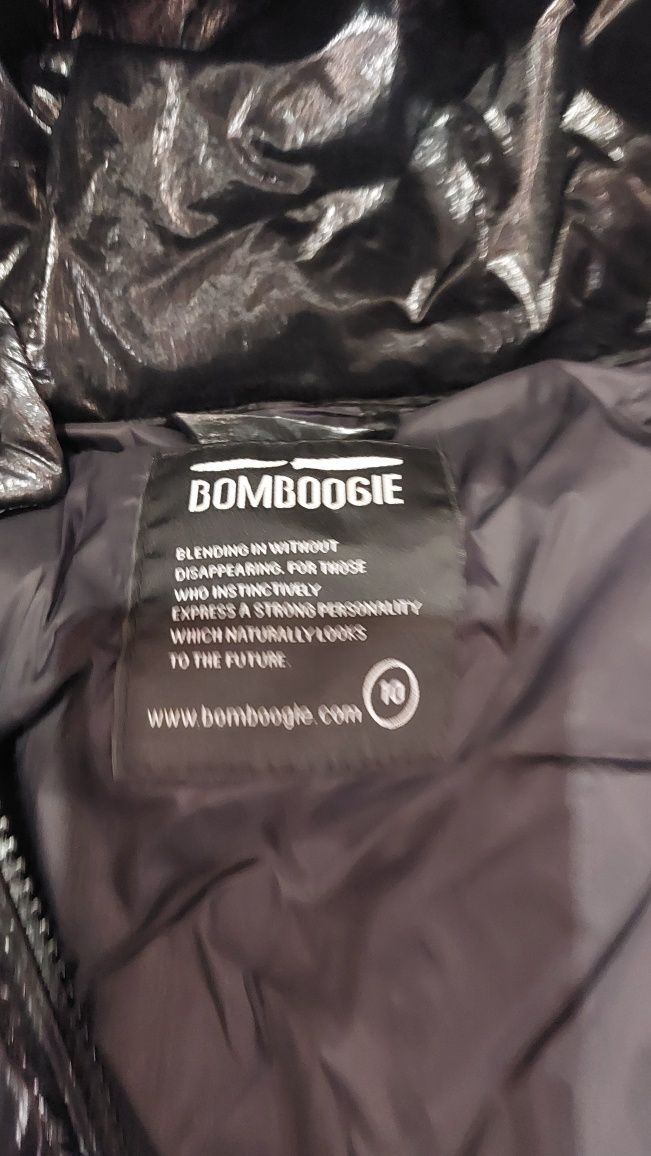 BOMBOOGIE
BLENDING IN WITHOUT
DISAPPEARING. FOR THOSE
WHO INSTINCTIVELY
EXPRESS A STRONG PERSONALITY
WHICH NATURALLY LOOKS
TO THE FUTURE.
10
www.bomboogie.com